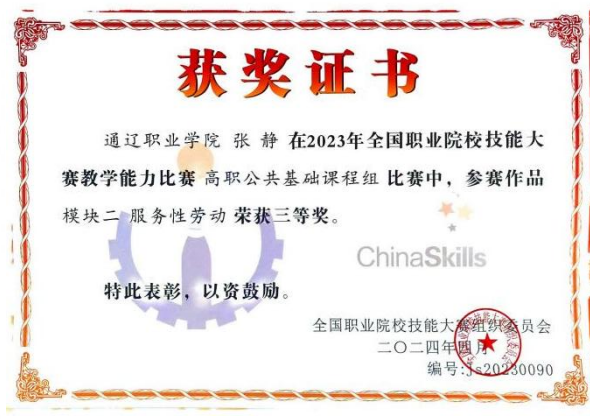 获奖证书
通辽职业学院 张 静 在2023年全国职业院校技能大
赛教学能力比赛 高职公共基础课程组 比赛中，参赛作品
模块二 服务性劳动 荣获三等奖。
ChinaSkills
特此表彰，以资鼓励。
全国职业院校技能大赛组织委员会
二〇二四年四月
编号:js20230090